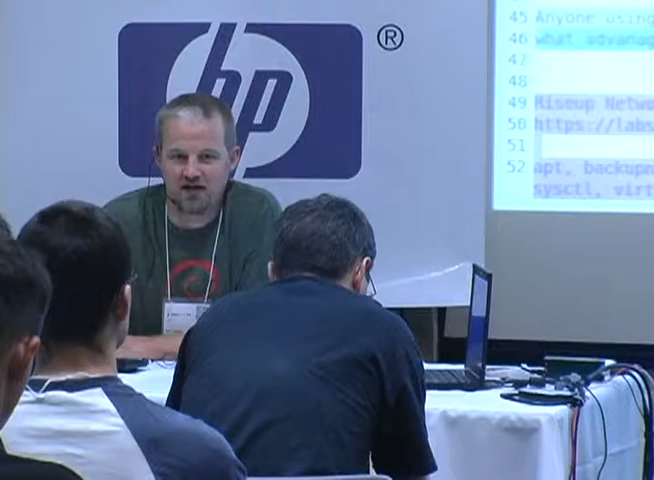 hp®
45 Anyone using
46 what advantag
47
48
49 Riseup Netwo
50 https://labs
51
52 apt, backupn
sysctl, virt